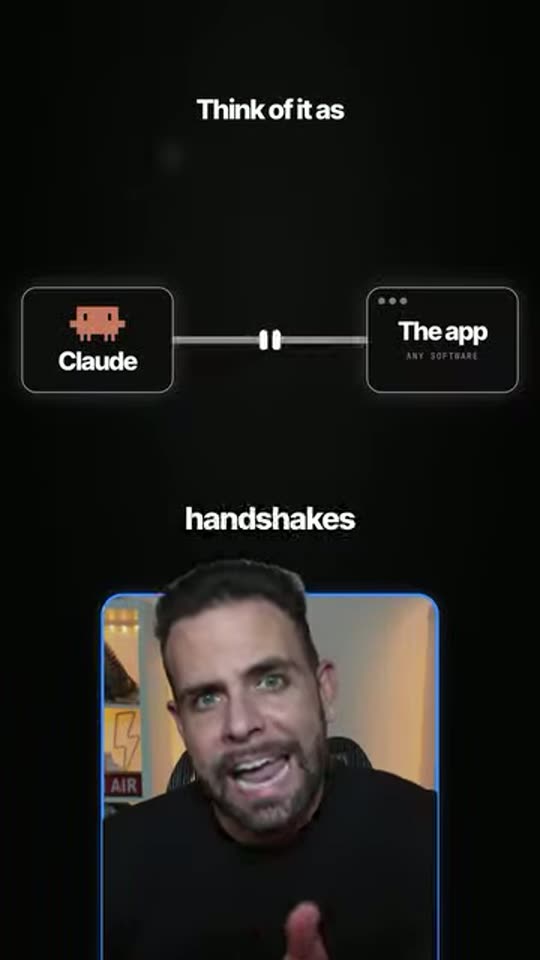 Think of it as
Claude
The app
ANY SOFTWARE
handshakes
AIR